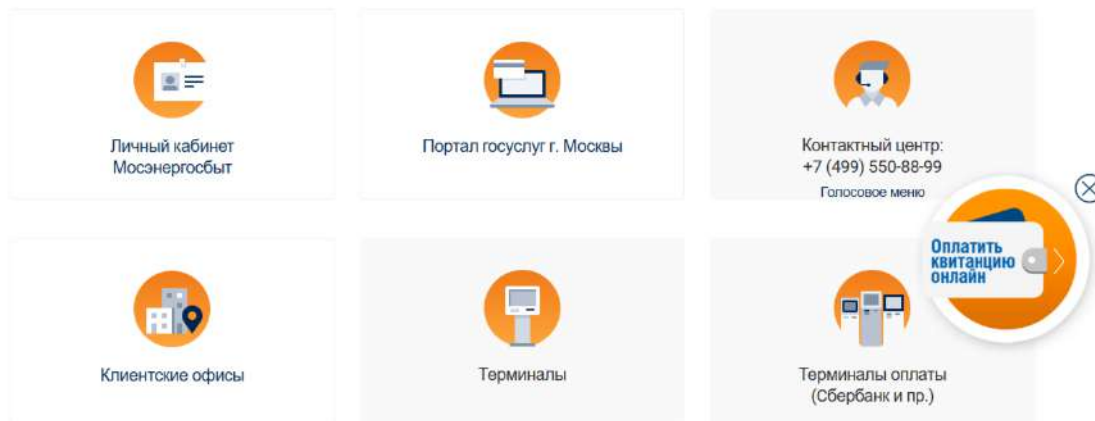 Личный кабинет
Мосэнергосбыт
Портал госуслуг г. Москвы
Контактный центр:
+7 (499) 550-88-99
Голосовое меню
Оплатить
квитанцию
онлайн
Клиентские офисы
Терминалы
Терминалы оплаты
(Сбербанк и пр.)